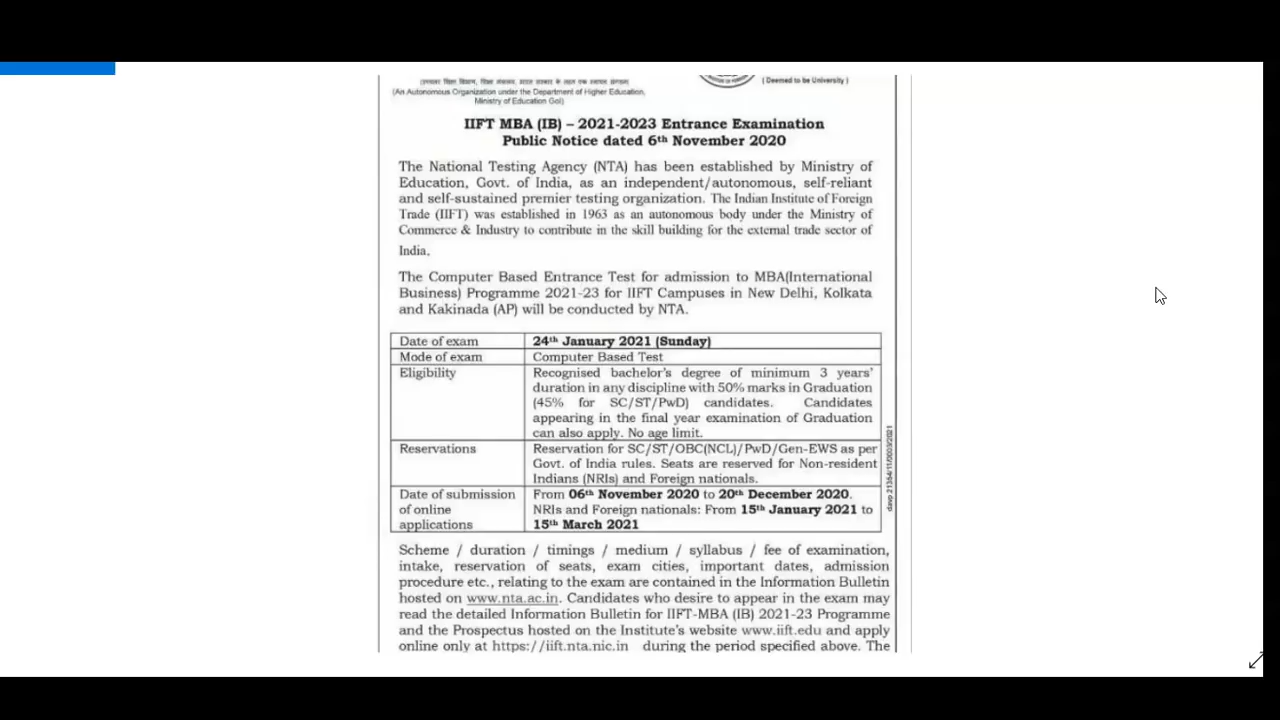 (An Autonomous Organization under the Department of Higher Education,
Ministry of Education GoI)
(Deemed to be University)
IIFT MBA (IB) – 2021-2023 Entrance Examination
Public Notice dated 6th November 2020
The National Testing Agency (NTA) has been established by Ministry of
Education, Govt. of India, as an independent/autonomous, self-reliant
and self-sustained premier testing organization. The Indian Institute of Foreign
Trade (IIFT) was established in 1963 as an autonomous body under the Ministry of
Commerce & Industry to contribute in the skill building for the external trade sector of
India.
The Computer Based Entrance Test for admission to MBA(International
Business) Programme 2021-23 for IIFT Campuses in New Delhi, Kolkata
and Kakinada (AP) will be conducted by NTA.
Date of exam 24th January 2021 (Sunday)
Mode of exam Computer Based Test
Eligibility Recognised bachelor's degree of minimum 3 years'
duration in any discipline with 50% marks in Graduation
(45% for SC/ST/PwD) candidates. Candidates
appearing in the final year examination of Graduation
can also apply. No age limit.
Reservations Reservation for SC/ST/OBC(NCL)/PwD/Gen-EWS as per
Govt. of India rules. Seats are reserved for Non-resident
Indians (NRIs) and Foreign nationals.
Date of submission From 06th November 2020 to 20th December 2020.
of online NRIs and Foreign nationals: From 15th January 2021 to
applications 15th March 2021
davp 21354/11/0003/2021
Scheme / duration / timings / medium / syllabus / fee of examination,
intake, reservation of seats, exam cities, important dates, admission
procedure etc., relating to the exam are contained in the Information Bulletin
hosted on www.nta.ac.in. Candidates who desire to appear in the exam may
read the detailed Information Bulletin for IIFT-MBA (IB) 2021-23 Programme
and the Prospectus hosted on the Institute's website www.iift.edu and apply
online only at https://iift.nta.nic.in during the period specified above. The